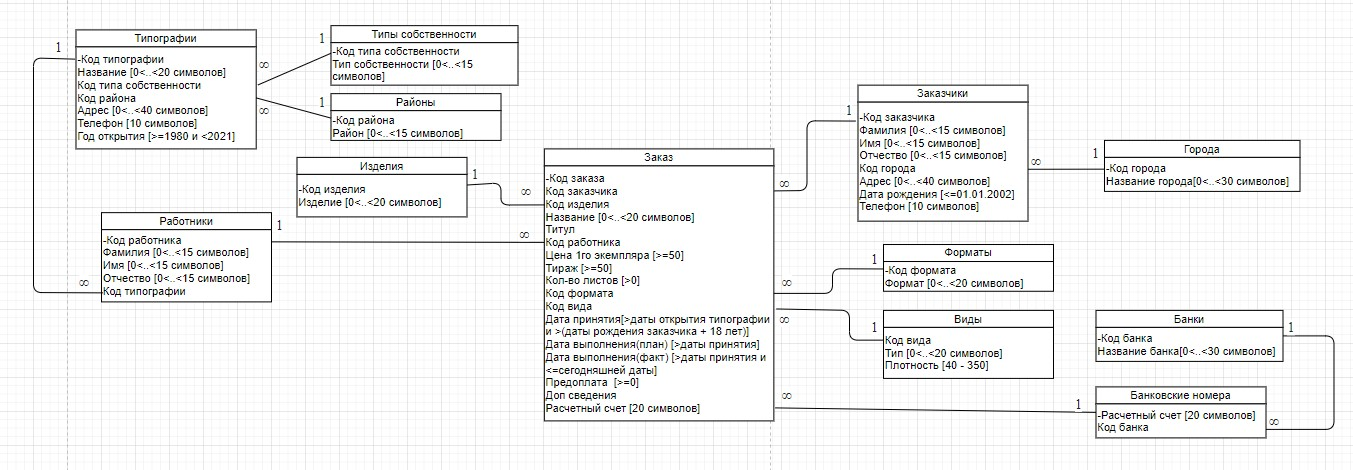 Типографии
-Код типографии
Название [0<..<20 символов]
Код типа собственности
Код района
Адрес [0<..<40 символов]
Телефон [10 символов]
Год открытия [>=1980 и <2021]
1
∞
∞
Типы собственности
-Код типа собственности
Тип собственности [0<..<15
символов]
1
Районы
-Код района
Район [0<..<15 символов]
1
Изделия
-Код изделия
Изделие [0<..<20 символов]
1
∞
Работники
-Код работника
Фамилия [0<..<15 символов]
Имя [0<..<15 символов]
Отчество [0<..<15 символов]
Код типографии
1
∞
∞
Заказ
-Код заказа
Код заказчика
Код изделия
Название [0<..<20 символов]
Титул
Код работника
Цена 1го экземпляра [>=50]
Тираж [>=50]
Кол-во листов [>0]
Код формата
Код вида
Дата принятия[>даты открытия типографии
и >(даты рождения заказчика + 18 лет)]
Дата выполнения(план) [>даты принятия]
Дата выполнения(факт) [>даты принятия и
<=сегодняшней даты]
Предоплата [>=0]
Доп сведения
Расчетный счет [20 символов]
∞
∞
∞
∞
Заказчики
-Код заказчика
Фамилия [0<..<15 символов]
Имя [0<..<15 символов]
Отчество [0<..<15 символов]
Код города
Адрес [0<..<40 символов]
Дата рождения [<=01.01.2002]
Телефон [10 символов]
1
∞
Города
-Код города
Название города[0<..<30 символов]
1
Форматы
-Код формата
Формат [0<..<20 символов]
1
Виды
Код вида
Тип [0<..<20 символов]
Плотность [40 - 350]
1
Банки
-Код банка
Название банка[0<..<30 символов]
1
Банковские номера
-Расчетный счет [20 символов]
Код банка
1
∞